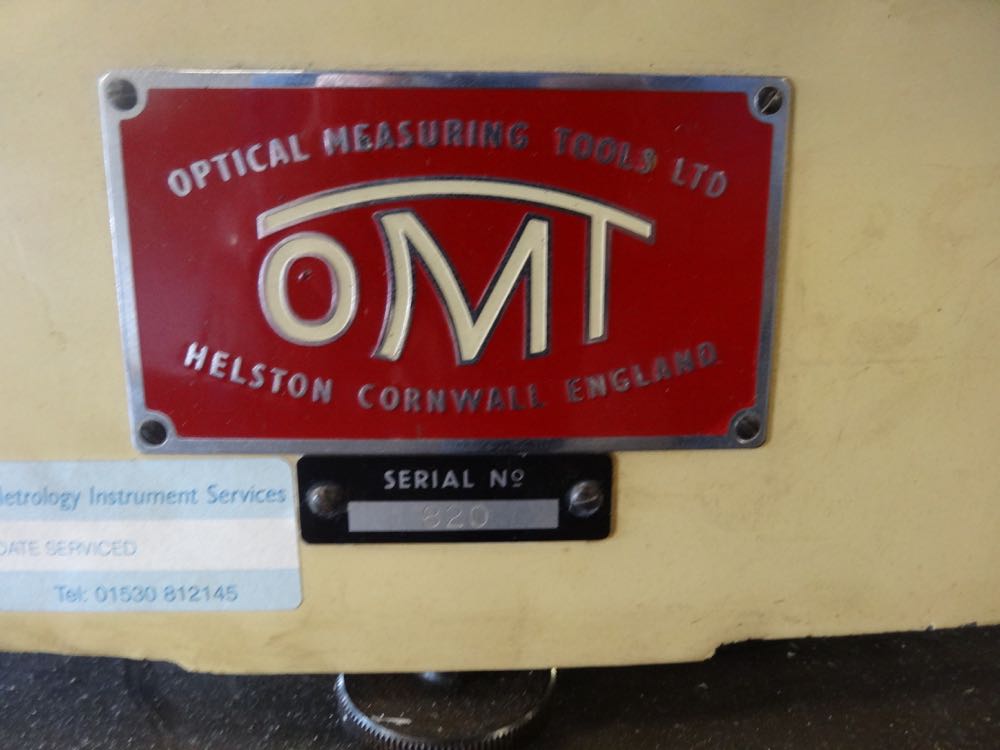 OPTICAL MEASURING TOOLS LTD
OMT
HELSTON CORNWALL ENGLAND
SERIAL Nº
820
Metrology Instrument Services
DATE SERVICED
Tel: 01530 812145